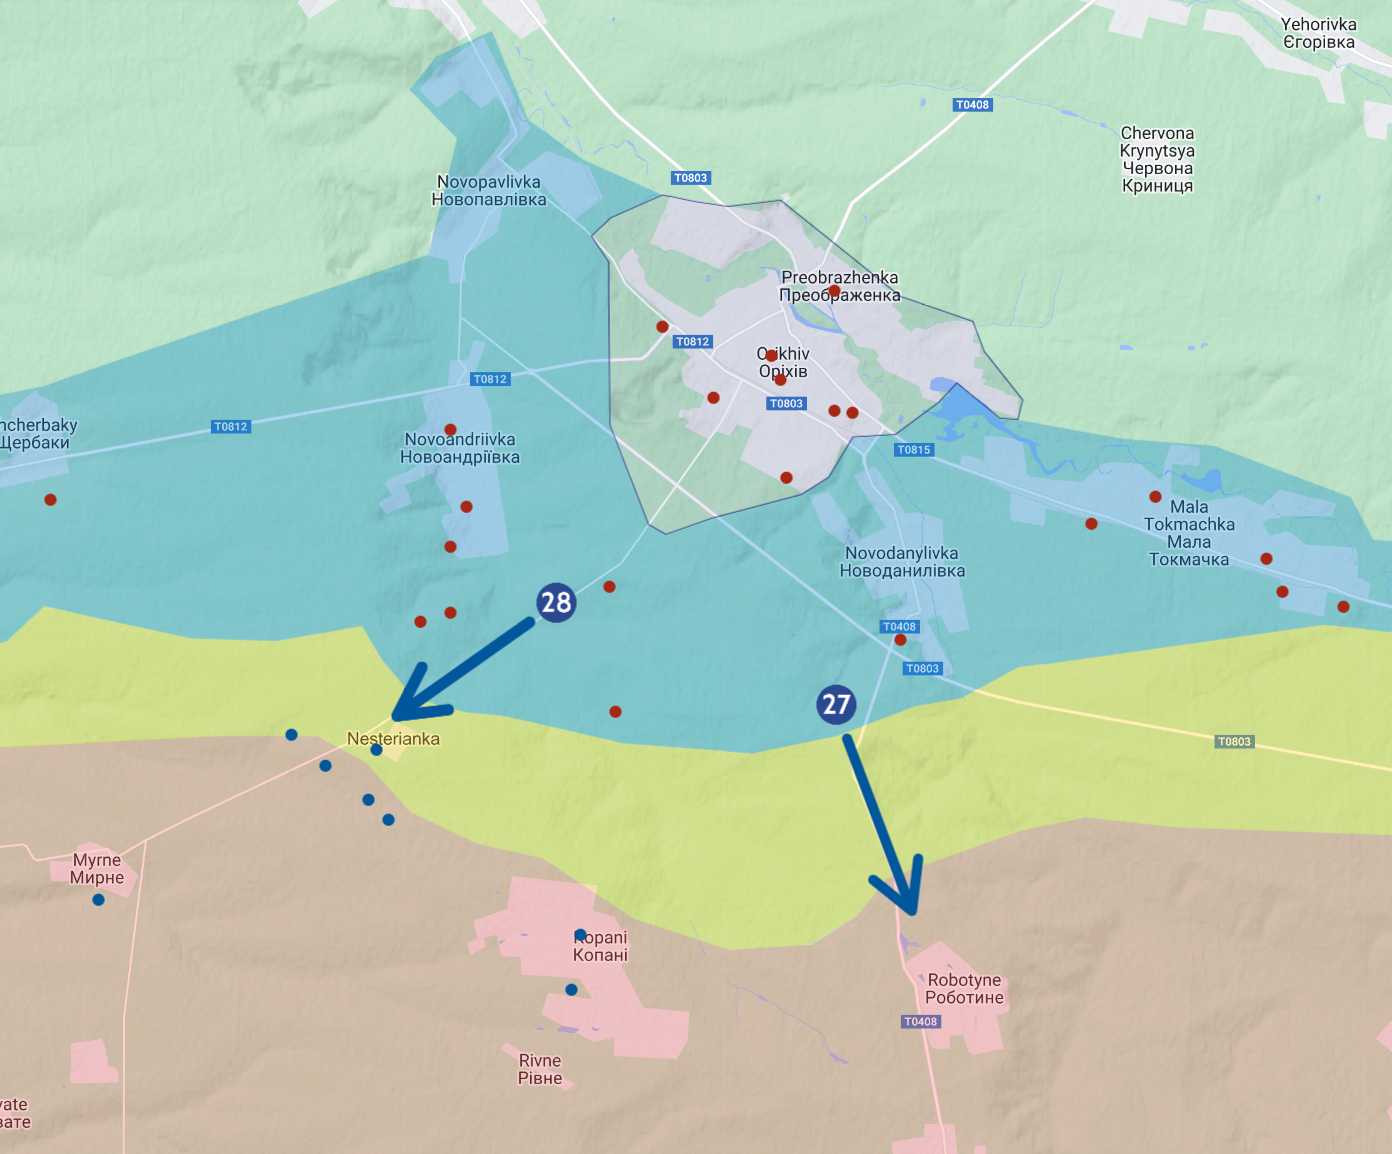 Yehorivka
Єгорівка
T0408
Chervona
Krynytsya
Червона
Криниця
T0803
Novopavlivka
Новопавлівка
Preobrazhenka
Преображенка
T0812
Orikhiv
Оріхів
T0812
T0803
T0812
ncherbaky
Щербаки
Novoandriivka
Новоандріївка
T0815
Mala
Tokmachka
Мала
Токмачка
Novodanylivka
Новоданилівка
28
T0408
T0803
27
Nesterianka
T0803
Myrne
Мирне
Kopani
Копані
Robotyne
Роботине
T0408
Rivne
Рівне
vate
вате